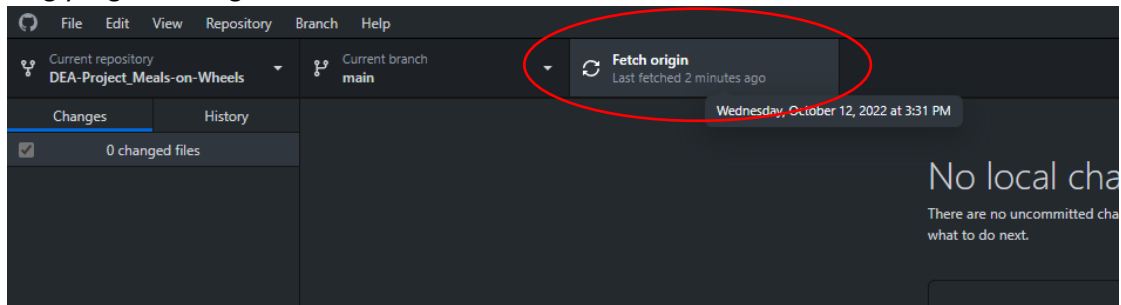 File Edit View Repository Branch Help
Current repository
DEA-Project_Meals-on-Wheels
Current branch
main
Fetch origin
Last fetched 2 minutes ago
Wednesday, October 12, 2022 at 3:31 PM
Changes History
0 changed files
No local cha
There are no uncommitted cha
what to do next.